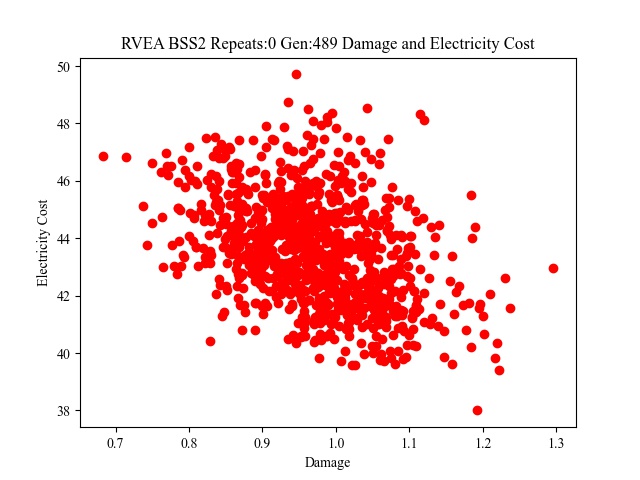 RVEA BSS2 Repeats:0 Gen:489 Damage and Electricity Cost
50
48
46
44
42
40
38
Electricity Cost
0.7 0.8 0.9 1.0 1.1 1.2 1.3
Damage